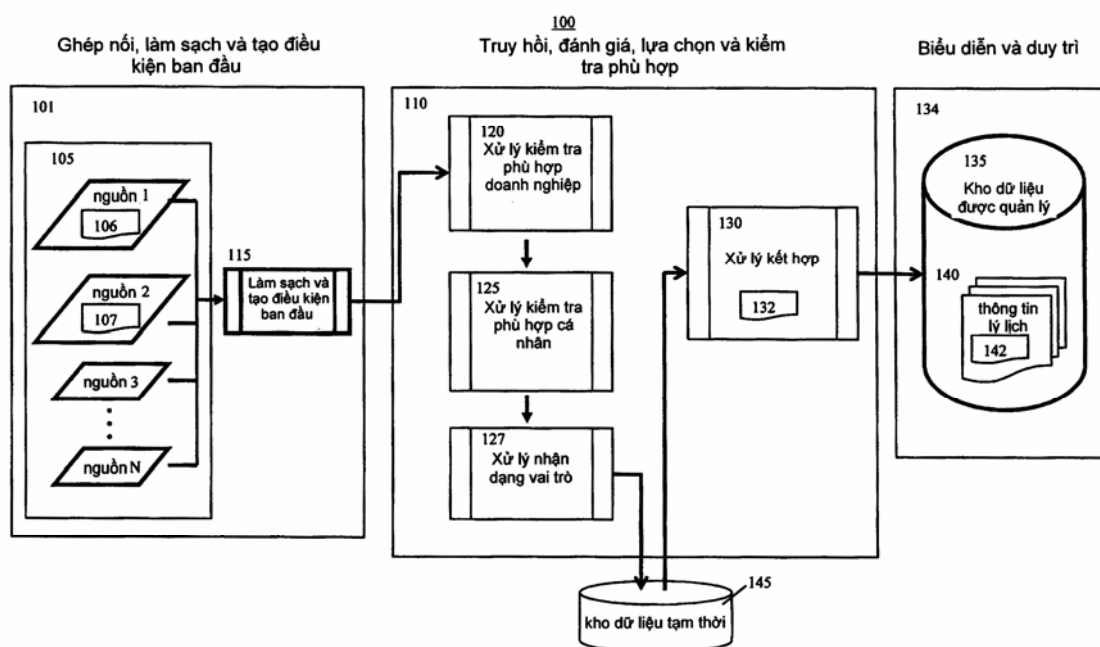 100
Ghép nối, làm sạch và tạo điều
kiện ban đầu
Truy hồi, đánh giá, lựa chọn và kiểm
tra phù hợp
Biểu diễn và duy trì
101
105
nguồn 1
106
nguồn 2
107
nguồn 3
nguồn N
115
Làm sạch và
tạo điều kiện
ban đầu
110
120
Xử lý kiểm tra
phù hợp
doanh nghiệp
125
Xử lý kiểm tra
phù hợp cá
nhân
127
Xử lý nhận
dạng vai trò
130
Xử lý kết hợp
132
145
kho dữ liệu tạm thời
134
135
Kho dữ liệu
được quản lý
140
thông tin
lý lịch
142